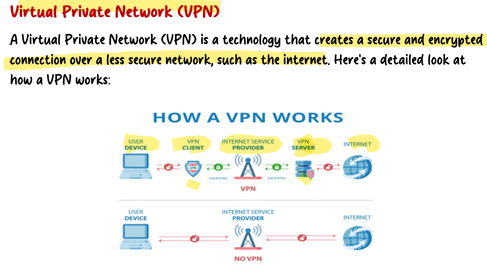 Virtual Private Network (VPN)
A Virtual Private Network (VPN) is a technology that creates a secure and encrypted
connection over a less secure network, such as the internet. Here's a detailed look at
how a VPN works:
HOW A VPN WORKS
USER DEVICE
VPN CLIENT
INTERNET SERVICE PROVIDER
VPN SERVER
INTERNET
ENCRYPTED
ENCRYPTED
VPN
USER DEVICE
INTERNET SERVICE PROVIDER
INTERNET
NO VPN